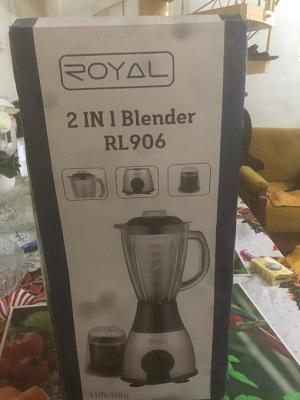 ROYAL
2 IN 1 Blender
RL906
110V/60Hz